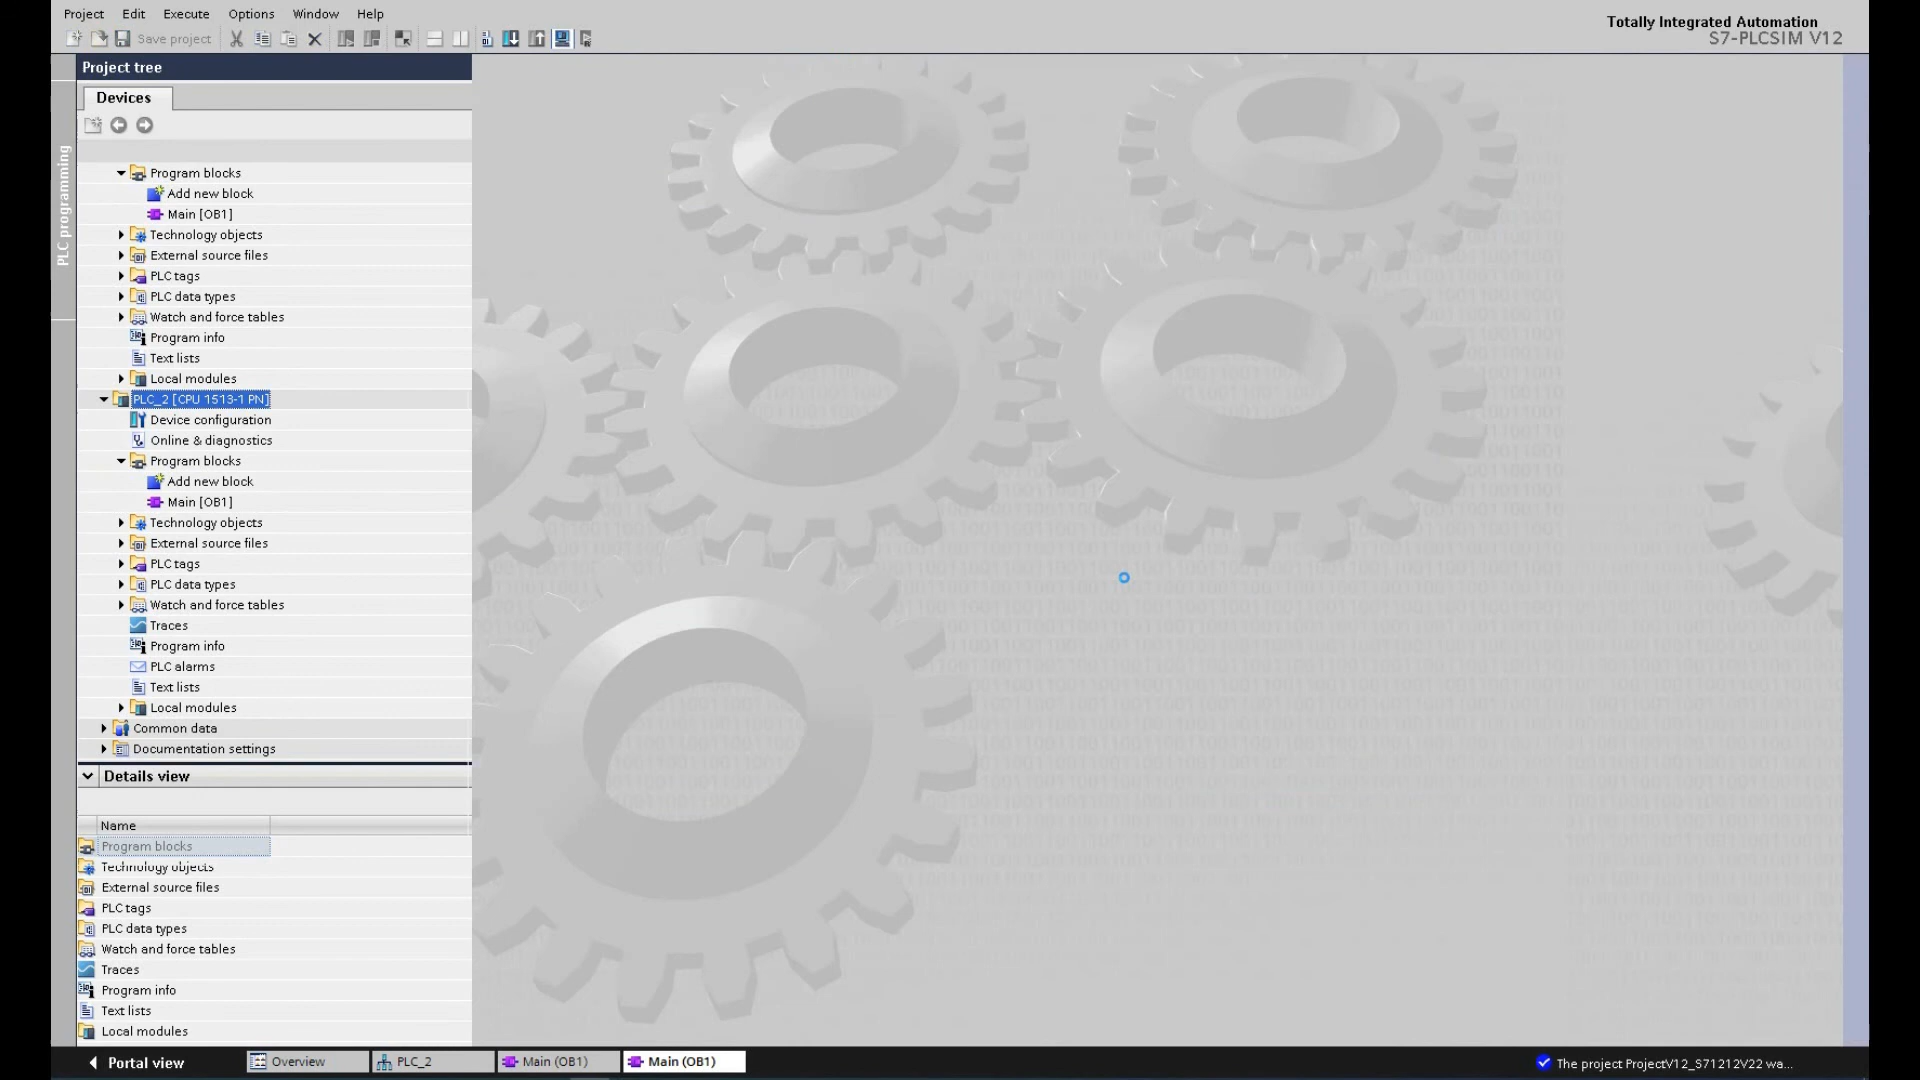 Project Edit Execute Options Window Help
Totally Integrated Automation
S7-PLCSIM V12
Save project
Project tree
Devices
PLC programming
Program blocks
Add new block
Main [OB1]
Technology objects
External source files
PLC tags
PLC data types
Watch and force tables
Program info
Text lists
Local modules
PLC_2 [CPU 1513-1 PN]
Device configuration
Online & diagnostics
Program blocks
Add new block
Main [OB1]
Technology objects
External source files
PLC tags
PLC data types
Watch and force tables
Traces
Program info
PLC alarms
Text lists
Local modules
Common data
Documentation settings
Details view
Name
Program blocks
Technology objects
External source files
PLC tags
PLC data types
Watch and force tables
Traces
Program info
Text lists
Local modules
Portal view Overview PLC_2 Main (OB1) Main (OB1) The project ProjectV12_S71212V22 wa...